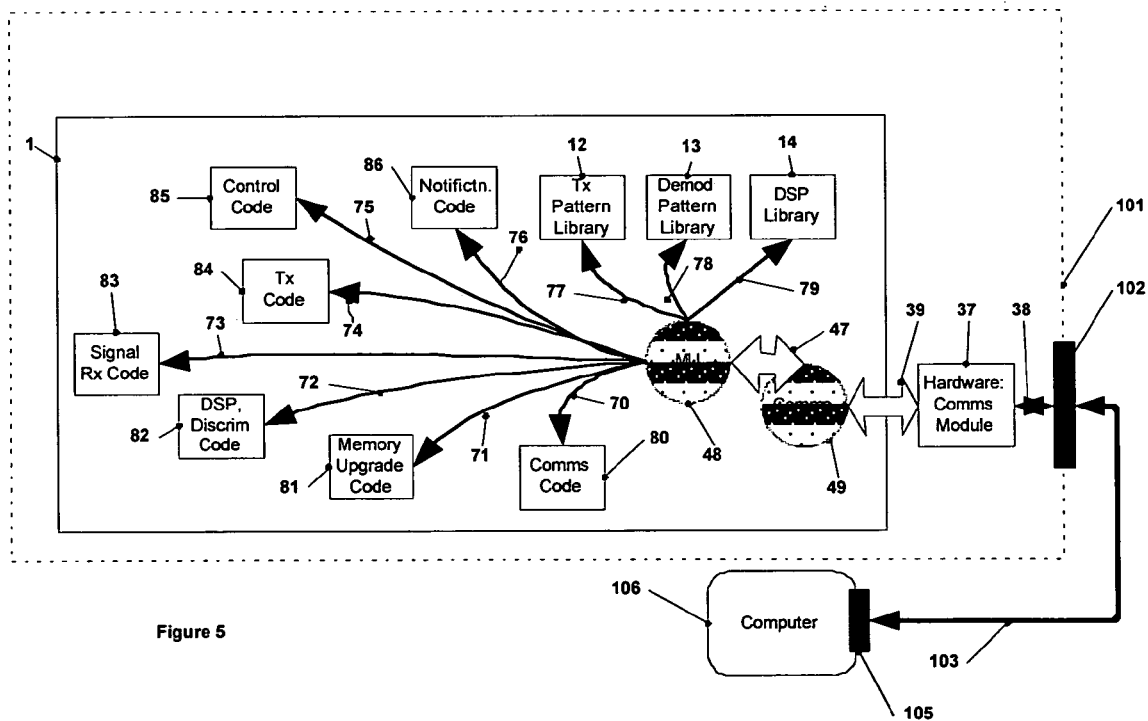 1
12
13
14
86
85
Control
Code
Notifictn.
Code
Tx
Pattern
Library
Demod
Pattern
Library
DSP
Library
101
75
76
102
83
84
Tx
Code
77
78
79
73
74
47
39
37
38
Signal
Rx Code
Hardware:
Comms
Module
72
70
DSP,
Discrim
Code
82
71
48
49
Memory
Upgrade
Code
81
Comms
Code
80
106
Computer
Figure 5
103
105